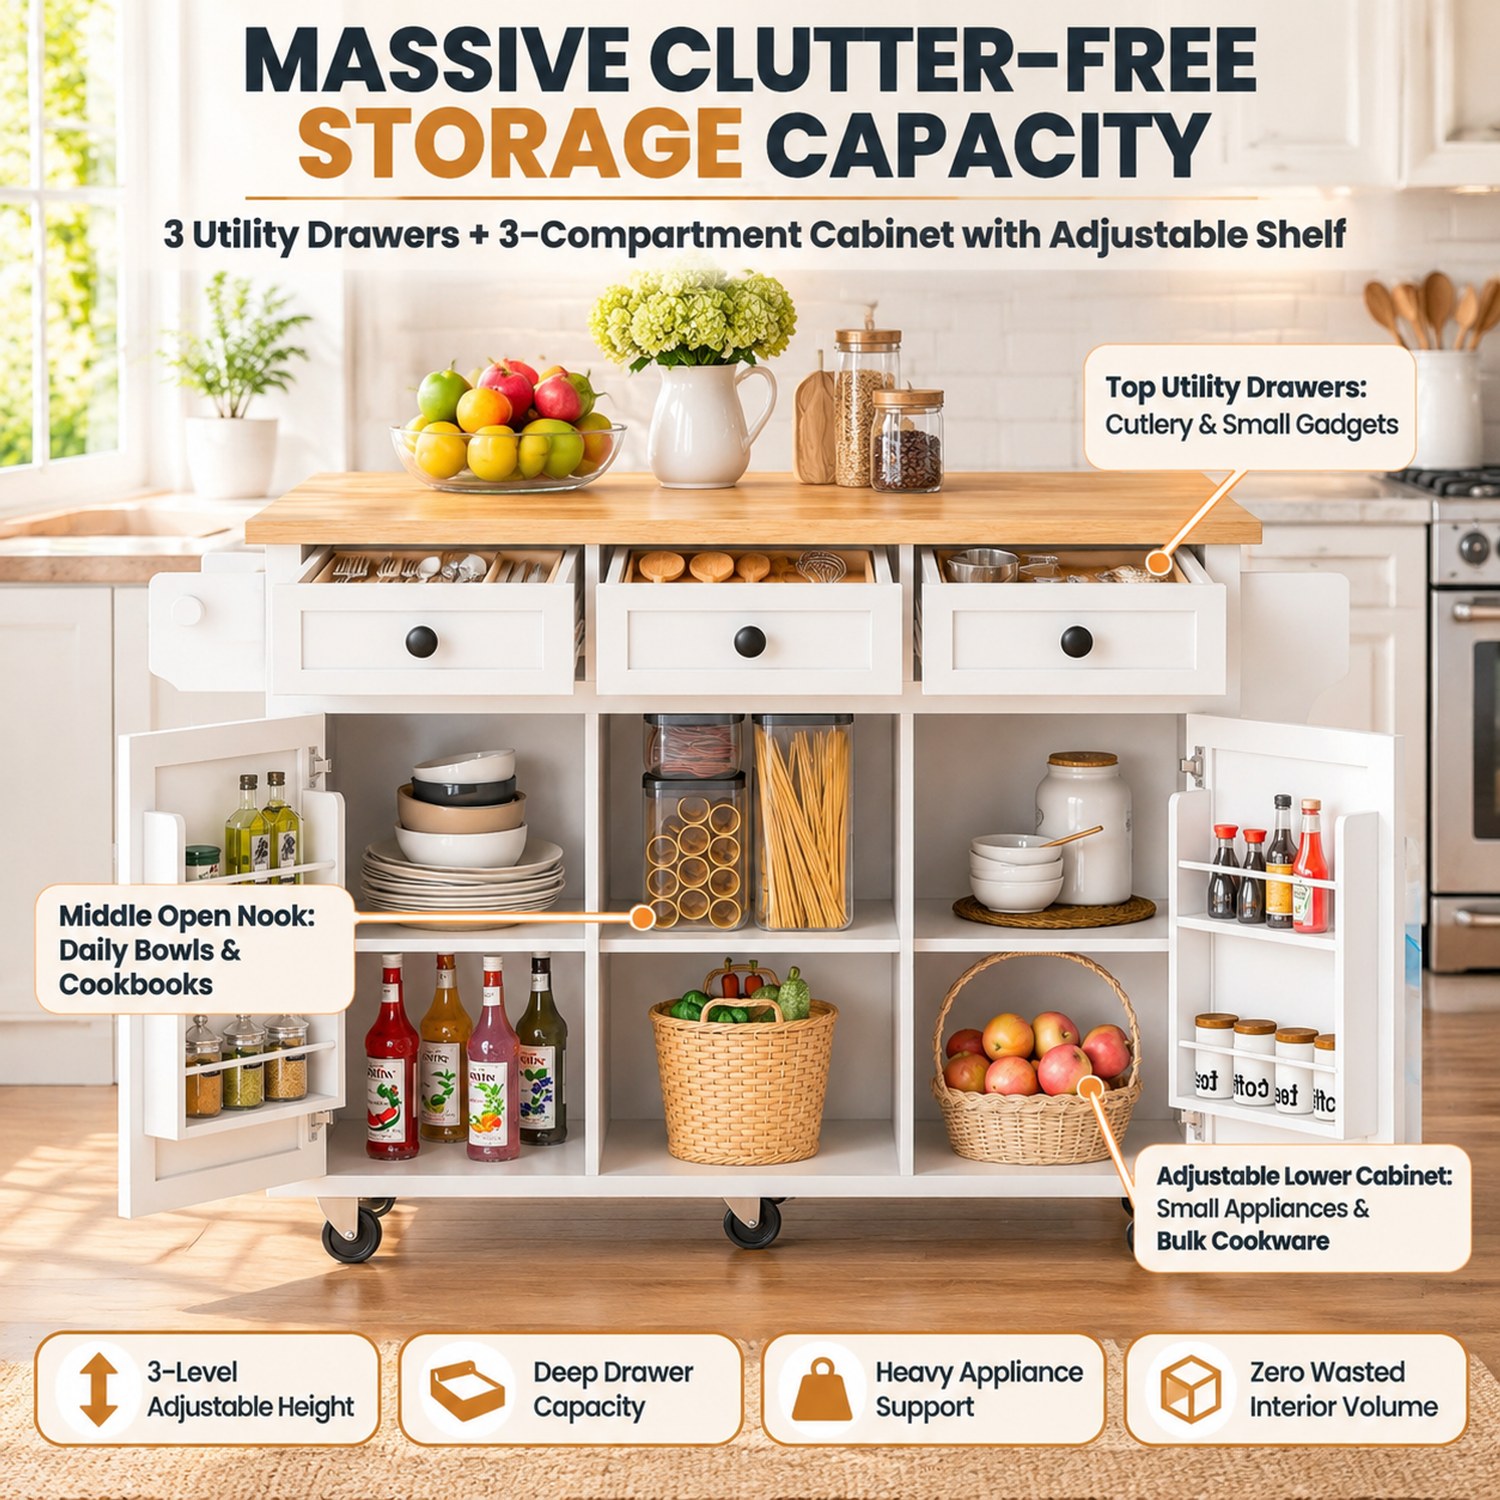 MASSIVE CLUTTER-FREE
STORAGE CAPACITY
3 Utility Drawers + 3-Compartment Cabinet with Adjustable Shelf
Top Utility Drawers:
Cutlery & Small Gadgets
Middle Open Nook:
Daily Bowls &
Cookbooks
Adjustable Lower Cabinet:
Small Appliances &
Bulk Cookware
3-Level
Adjustable Height
Deep Drawer
Capacity
Heavy Appliance
Support
Zero Wasted
Interior Volume